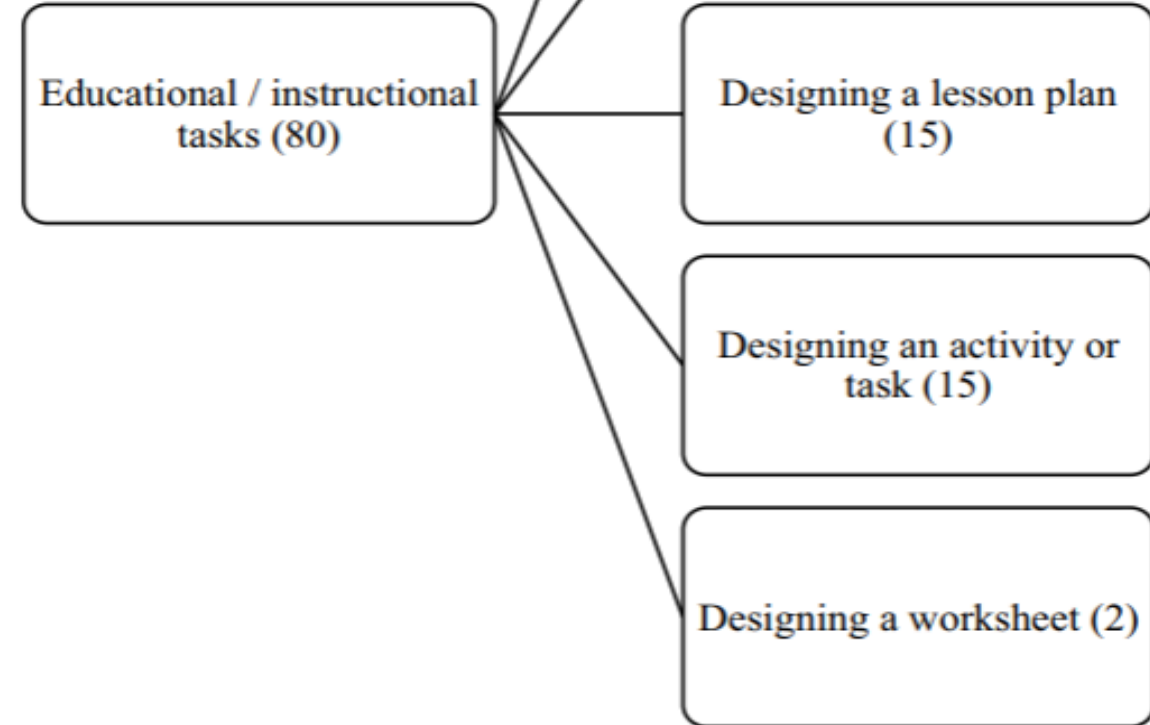 Educational / instructional
tasks (80)
Designing a lesson plan
(15)
Designing an activity or
task (15)
Designing a worksheet (2)